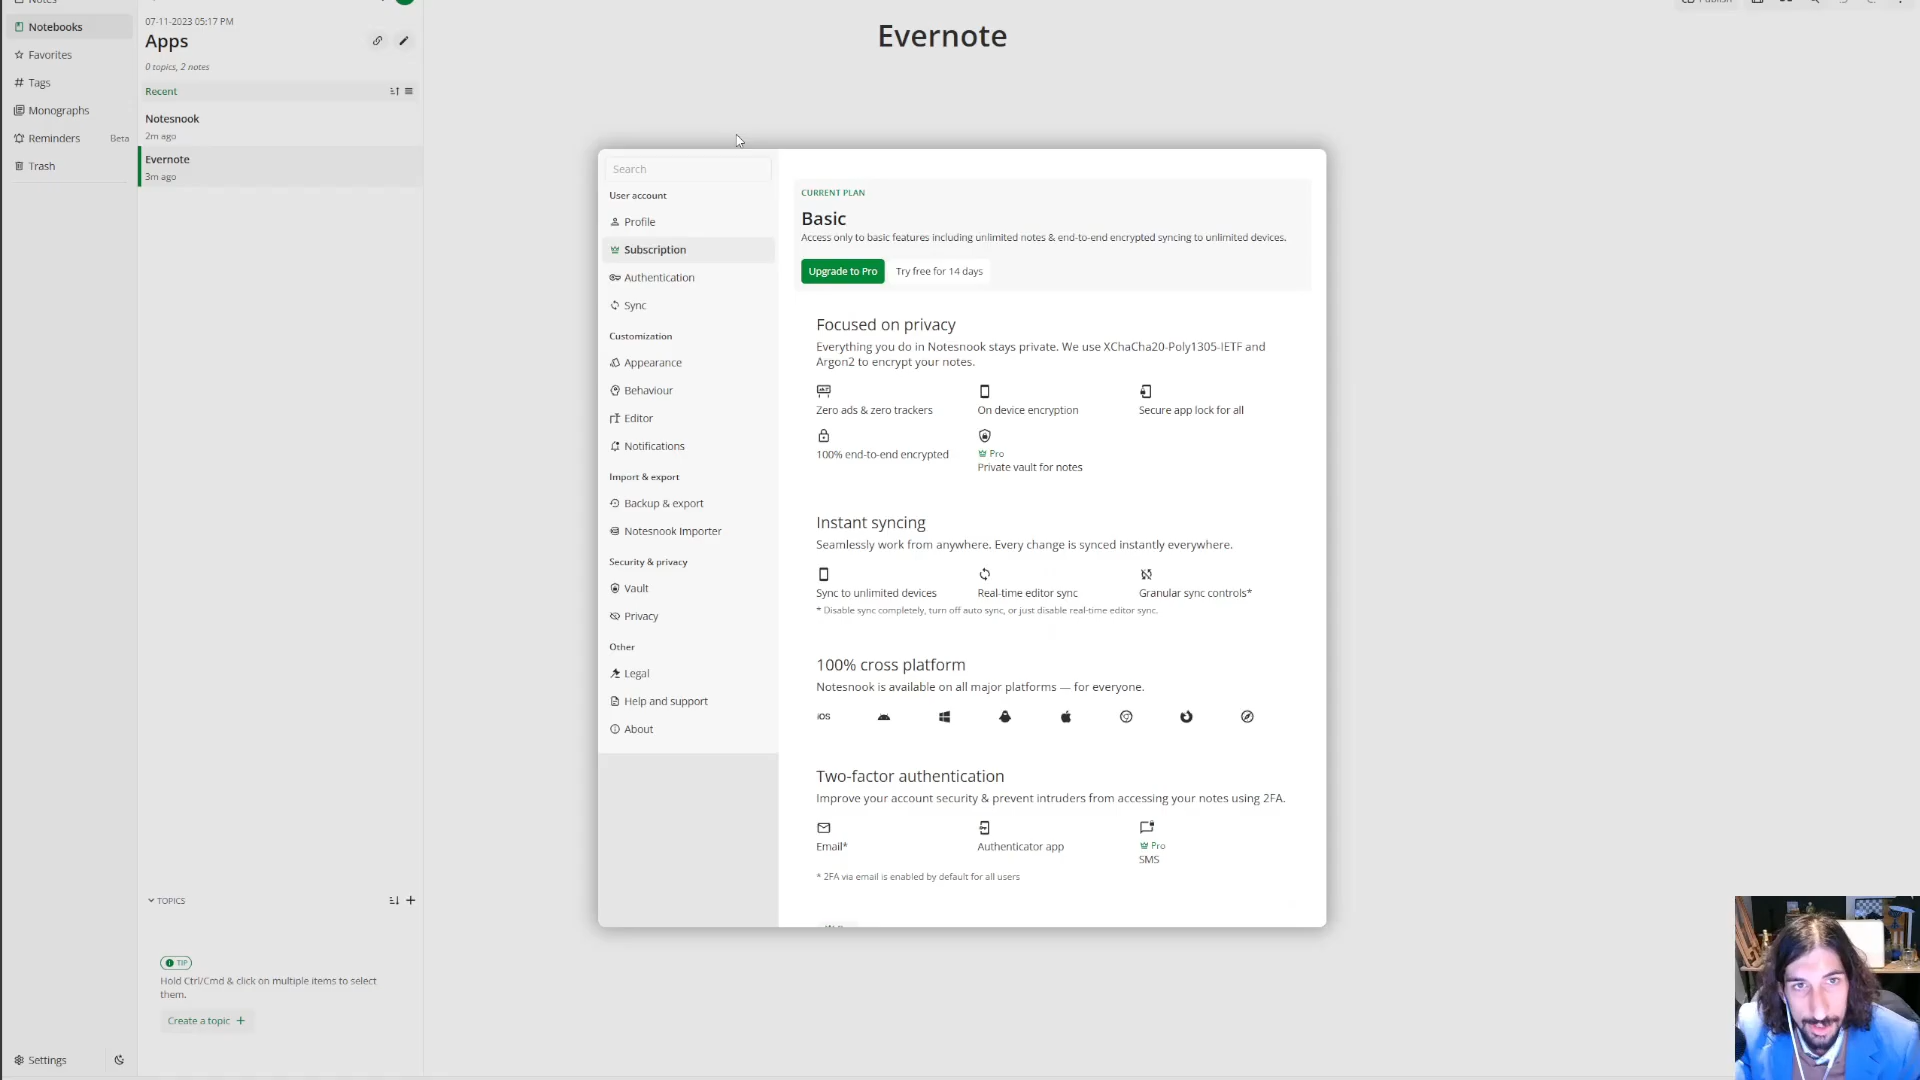 Notebooks
Favorites
Tags
Monographs
Reminders Beta
Trash
Settings
07-11-2023 05:17 PM
Apps
0 topics, 2 notes
Recent
Notesnook
2m ago
Evernote
3m ago
TOPICS
TIP
Hold Ctrl/Cmd & click on multiple items to select
them.
Create a topic +
Evernote
Search
User account
Profile
Subscription
Authentication
Sync
Customization
Appearance
Behaviour
Editor
Notifications
Import & export
Backup & export
Notesnook Importer
Security & privacy
Vault
Privacy
Other
Legal
Help and support
About
CURRENT PLAN
Basic
Access only to basic features including unlimited notes & end-to-end encrypted syncing to unlimited devices.
Upgrade to Pro Try free for 14 days
Focused on privacy
Everything you do in Notesnook stays private. We use XChaCha20-Poly1305-IETF and
Argon2 to encrypt your notes.
Zero ads & zero trackers On device encryption Secure app lock for all
Pro
100% end-to-end encrypted
Private vault for notes
Instant syncing
Seamlessly work from anywhere. Every change is synced instantly everywhere.
Sync to unlimited devices Real-time editor sync Granular sync controls*
* Disable sync completely, turn off auto sync, or just disable real-time editor sync.
100% cross platform
Notesnook is available on all major platforms — for everyone.
iOS
Two-factor authentication
Improve your account security & prevent intruders from accessing your notes using 2FA.
Email* Authenticator app Pro
SMS
* 2FA via email is enabled by default for all users